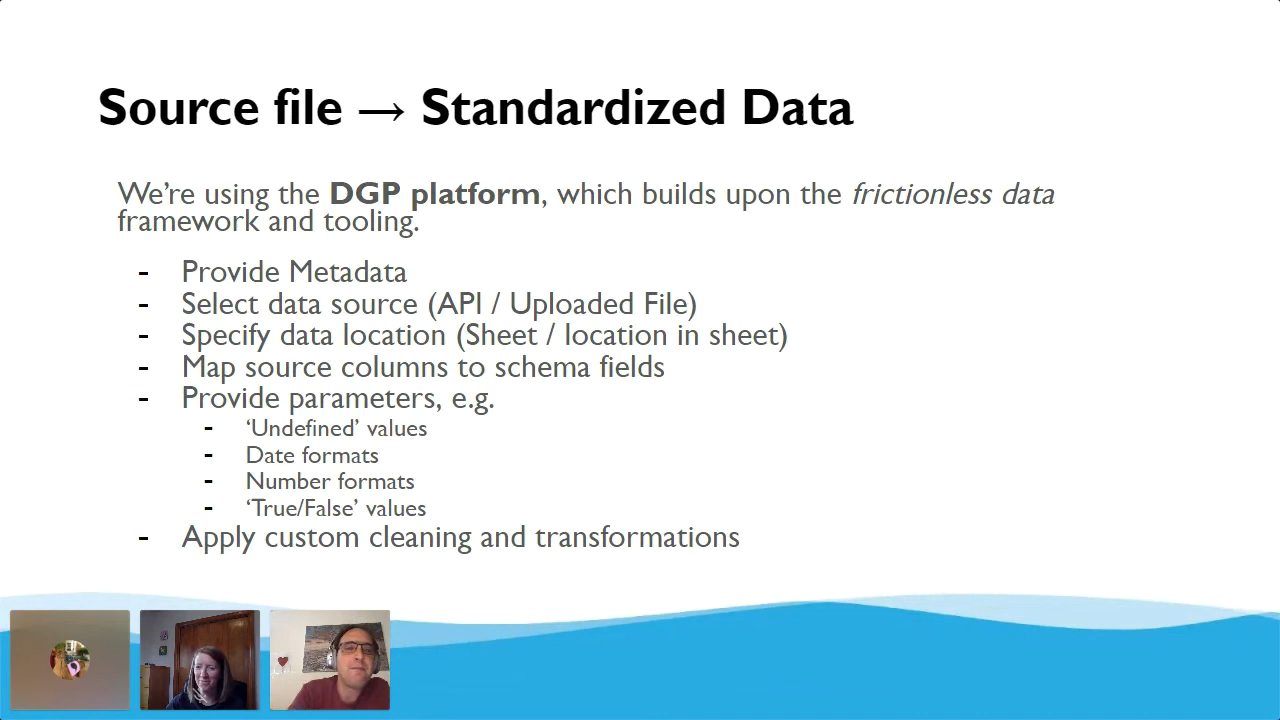 Source file → Standardized Data
We’re using the DGP platform, which builds upon the frictionless data
framework and tooling.
- Provide Metadata
- Select data source (API / Uploaded File)
- Specify data location (Sheet / location in sheet)
- Map source columns to schema fields
- Provide parameters, e.g.
- ‘Undefined’ values
- Date formats
- Number formats
- ‘True/False’ values
- Apply custom cleaning and transformations